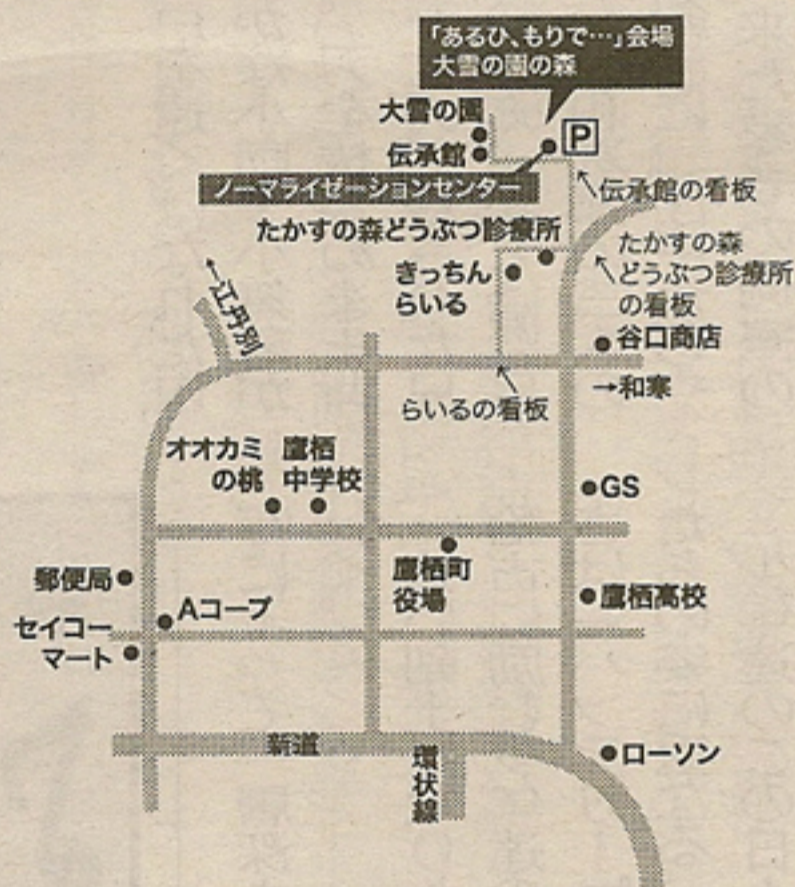 「あるひ、もりで…」会場
大雪の園の森
大雪の園
伝承館
P
ノーマライゼーションセンター
伝承館の看板
たかすの森どうぶつ診療所
たかすの森
どうぶつ診療所
の看板
きっちん
らいる
←江丹別
谷口商店
→和寒
らいるの看板
オオカミ
の桃
鷹栖
中学校
GS
鷹栖町
役場
郵便局
Aコープ
鷹栖高校
セイコー
マート
新道
環状線
ローソン